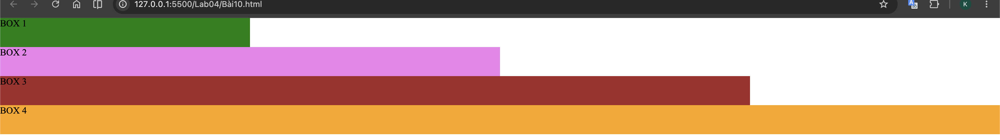 127.0.0.1:5500/Lab04/Bài10.html
K
BOX 1
BOX 2
BOX 3
BOX 4